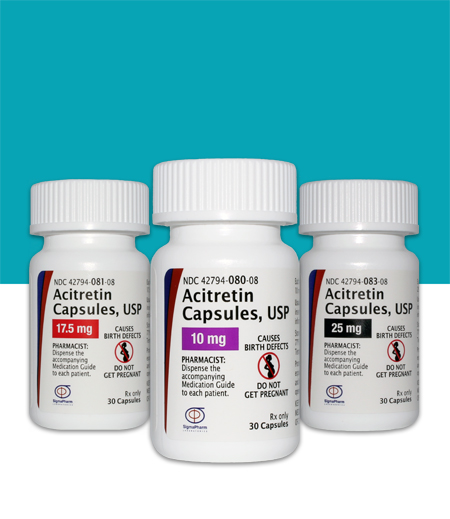 NDC 42794-081-08
Acitretin
Capsules, USP
17.5 mg
CAUSES
BIRTH DEFECTS
PHARMACIST:
Dispense the
accompanying
Medication Guide
to each patient.
DO NOT
GET PREGNANT
SigmaPharm
Rx only
30 Capsules
NDC 42794-080-08
Acitretin
Capsules, USP
10 mg
CAUSES
BIRTH DEFECTS
PHARMACIST:
Dispense the
accompanying
Medication Guide
to each patient.
DO NOT
GET PREGNANT
SigmaPharm
LABORATORIES
Rx only
30 Capsules
NDC 42794-083-08
Acitretin
Capsules, USP
25 mg
CAUSES
BIRTH DEFECTS
PHARMACIST:
Dispense the
accompanying
Medication Guide
to each patient.
DO NOT
GET PREGNANT
SigmaPharm
Rx only
30 Capsules